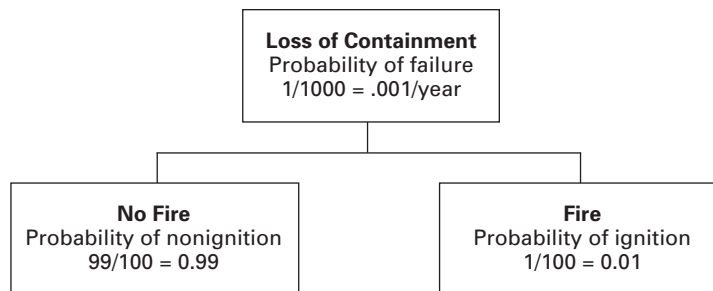 Loss of Containment
Probability of failure
1/1000 = .001/year
No Fire
Probability of nonignition
99/100 = 0.99
Fire
Probability of ignition
1/100 = 0.01